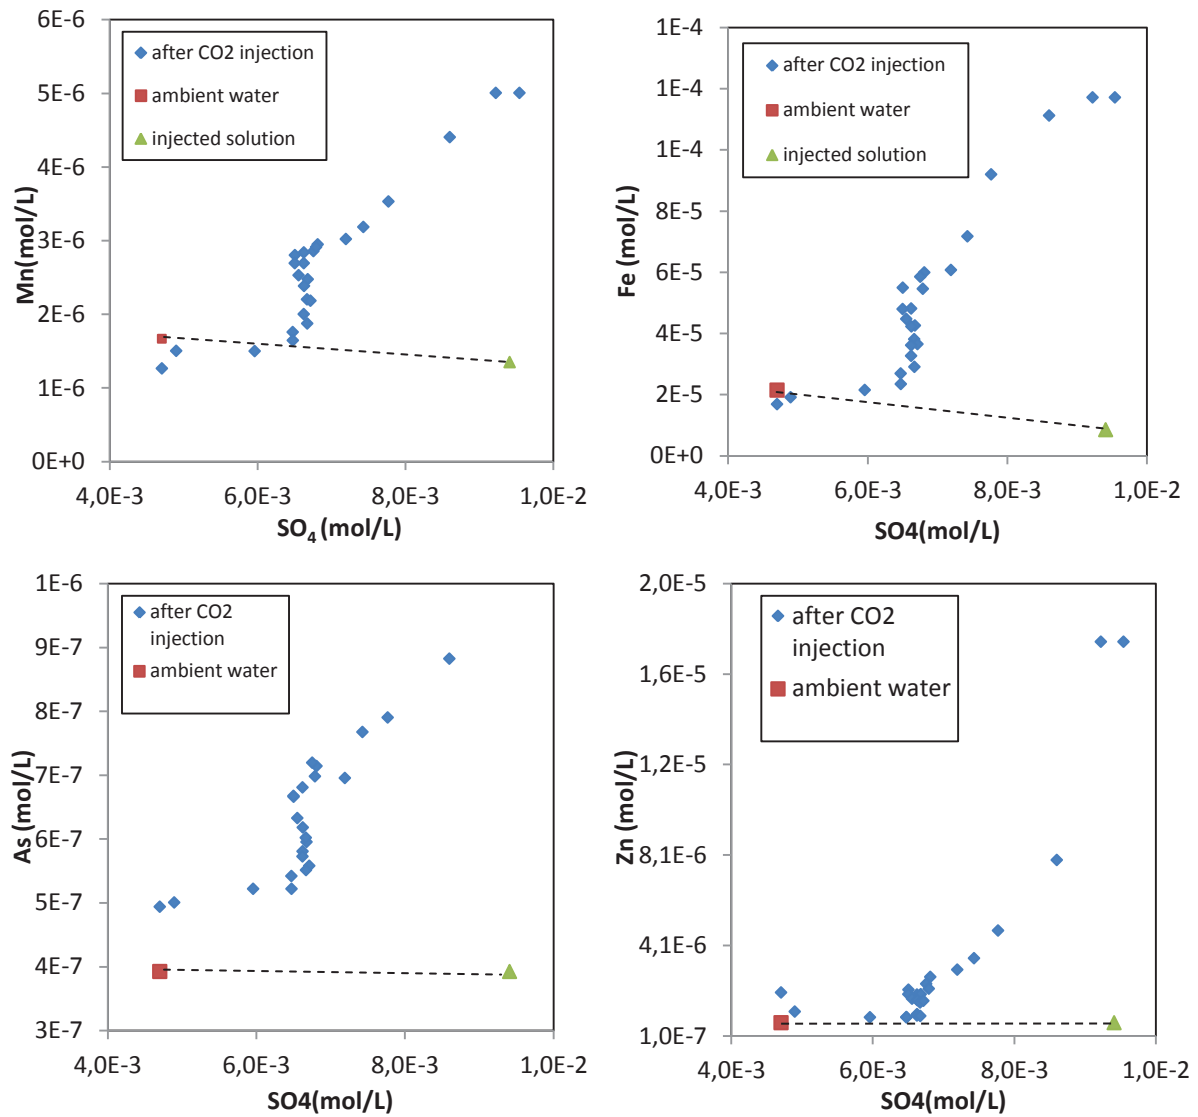 6E-6
5E-6
4E-6
3E-6
2E-6
1E-6
0E+0
Mn(mol/L)
after CO2 injection
ambient water
injected solution
4,0E-3 6,0E-3 8,0E-3 1,0E-2
SO4 (mol/L)
1E-4
1E-4
1E-4
8E-5
6E-5
4E-5
2E-5
0E+0
Fe (mol/L)
after CO2 injection
ambient water
injected solution
4,0E-3 6,0E-3 8,0E-3 1,0E-2
SO4(mol/L)
1E-6
9E-7
8E-7
7E-7
6E-7
5E-7
4E-7
3E-7
As (mol/L)
after CO2
injection
ambient water
4,0E-3 6,0E-3 8,0E-3 1,0E-2
SO4(mol/L)
2,0E-5
1,6E-5
1,2E-5
8,1E-6
4,1E-6
1,0E-7
Zn (mol/L)
after CO2
injection
ambient water
4,0E-3 6,0E-3 8,0E-3 1,0E-2
SO4(mol/L)